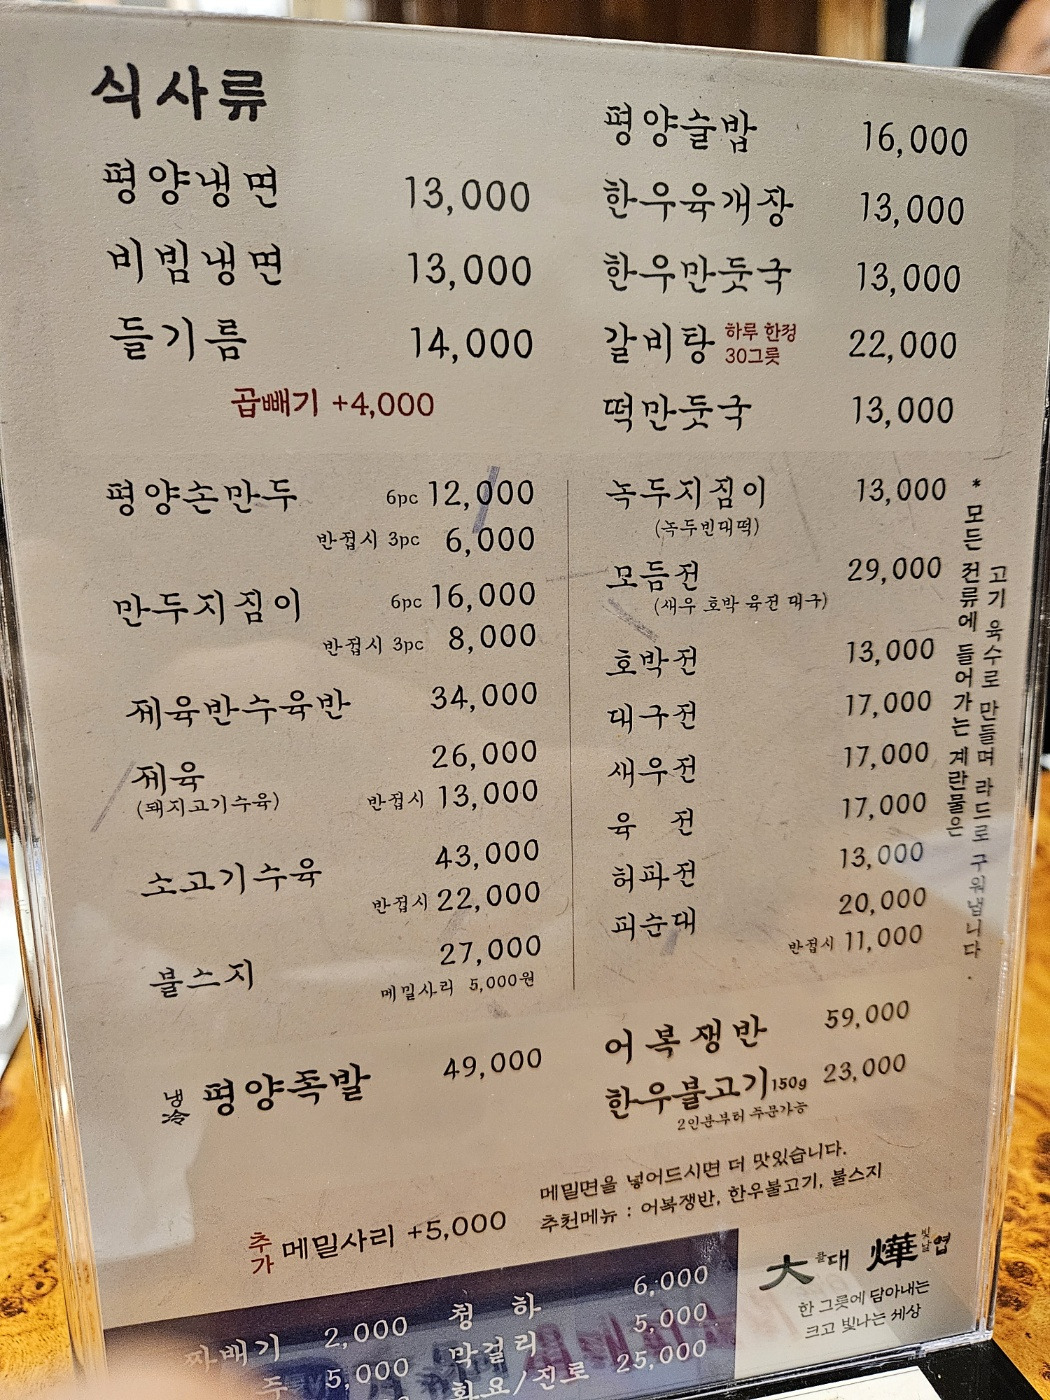 식사류
평양냉면 13,000
비빔냉면 13,000
들기름 14,000
곱빼기 +4,000
평양술밥 16,000
한우육개장 13,000
한우만둣국 13,000
갈비탕 하루 한정 30그릇 22,000
떡만둣국 13,000
평양손만두 6pc 12,000
반접시 3pc 6,000
만두지짐이 6pc 16,000
반접시 3pc 8,000
제육반수육반 34,000
제육 26,000
(돼지고기수육) 반접시 13,000
소고기수육 43,000
반접시 22,000
불스지 27,000
메밀사리 5,000원
녹두지짐이 13,000
(녹두빈대떡)
모듬전 29,000
(새우 호박 육전 대구)
호박전 13,000
대구전 17,000
새우전 17,000
육 전 17,000
허파전 13,000
피순대 20,000
반접시 11,000
* 모든 전류에 들어가는 계란물은
고기 육수로 만들며 라드로 구워냅니다.
냉冷 평양족발 49,000
어복쟁반 59,000
한우불고기 150g 23,000
2인분부터 주문가능
메밀면을 넣어드시면 더 맛있습니다.
추천메뉴 : 어복쟁반, 한우불고기, 불스지
추가 메밀사리 +5,000
짜배기 2,000
주 5,000
청 하 6,000
막걸리 5,000
화요/진로 25,000
大 클대 燁 빛날엽
한 그릇에 담아내는
크고 빛나는 세상